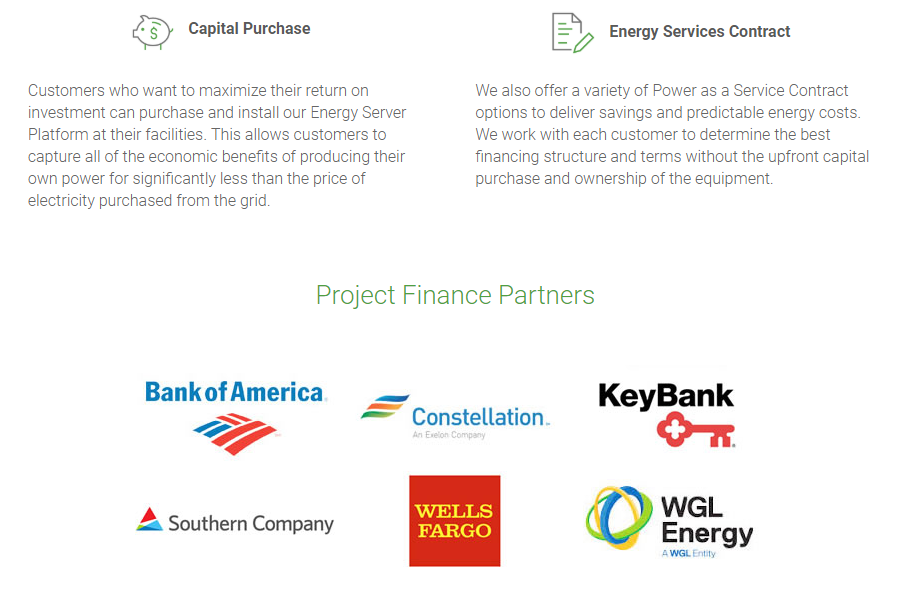 Capital Purchase
Customers who want to maximize their return on
investment can purchase and install our Energy Server
Platform at their facilities. This allows customers to
capture all of the economic benefits of producing their
own power for significantly less than the price of
electricity purchased from the grid.
Energy Services Contract
We also offer a variety of Power as a Service Contract
options to deliver savings and predictable energy costs.
We work with each customer to determine the best
financing structure and terms without the upfront capital
purchase and ownership of the equipment.
Project Finance Partners
Bank of America
Constellation
An Exelon Company
KeyBank
Southern Company
WELLS
FARGO
WGL
Energy
A WGL Entity